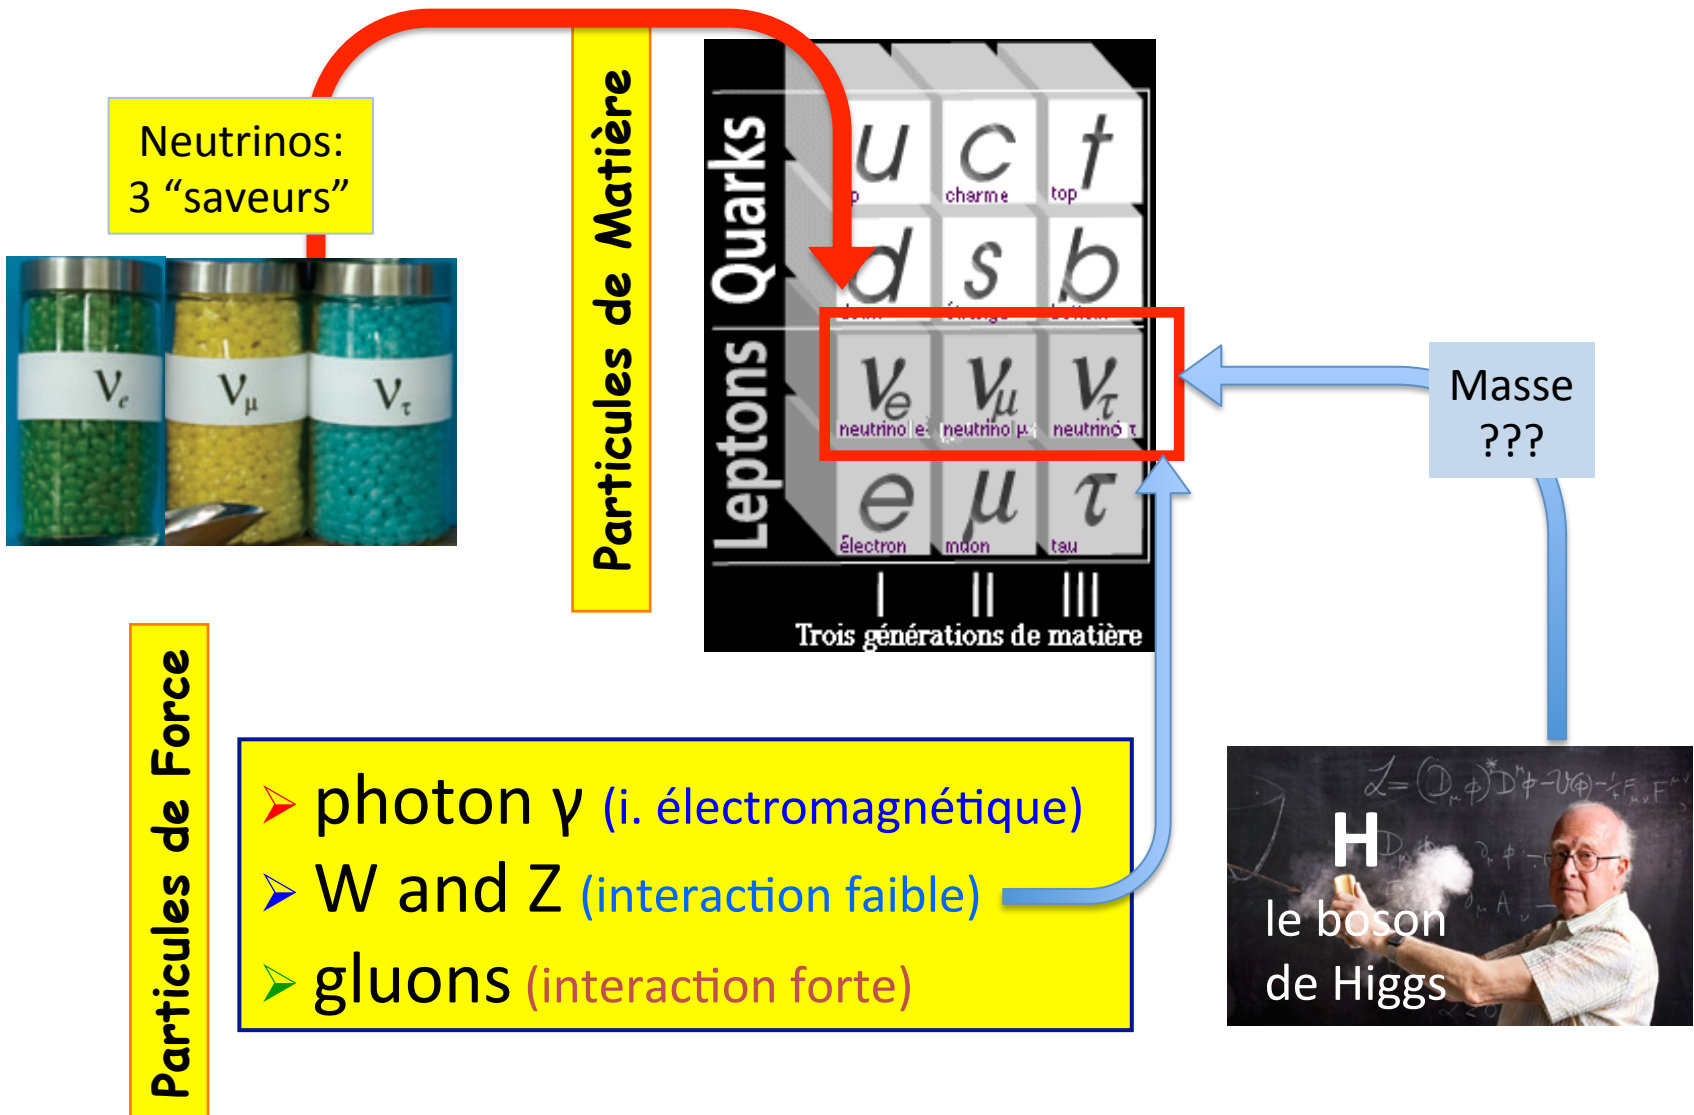 Neutrinos:
3 “saveurs”
νe
νμ
ντ
Particules de Matière
Quarks
u
c
t
charme
top
d
s
b
Leptons
νe
νμ
ντ
neutrino e
neutrino μ
neutrino τ
e
μ
τ
électron
muon
tau
I
II
III
Trois générations de matière
Masse
???
Particules de Force
photon γ (i. électromagnétique)
W and Z (interaction faible)
gluons (interaction forte)
H
le boson
de Higgs